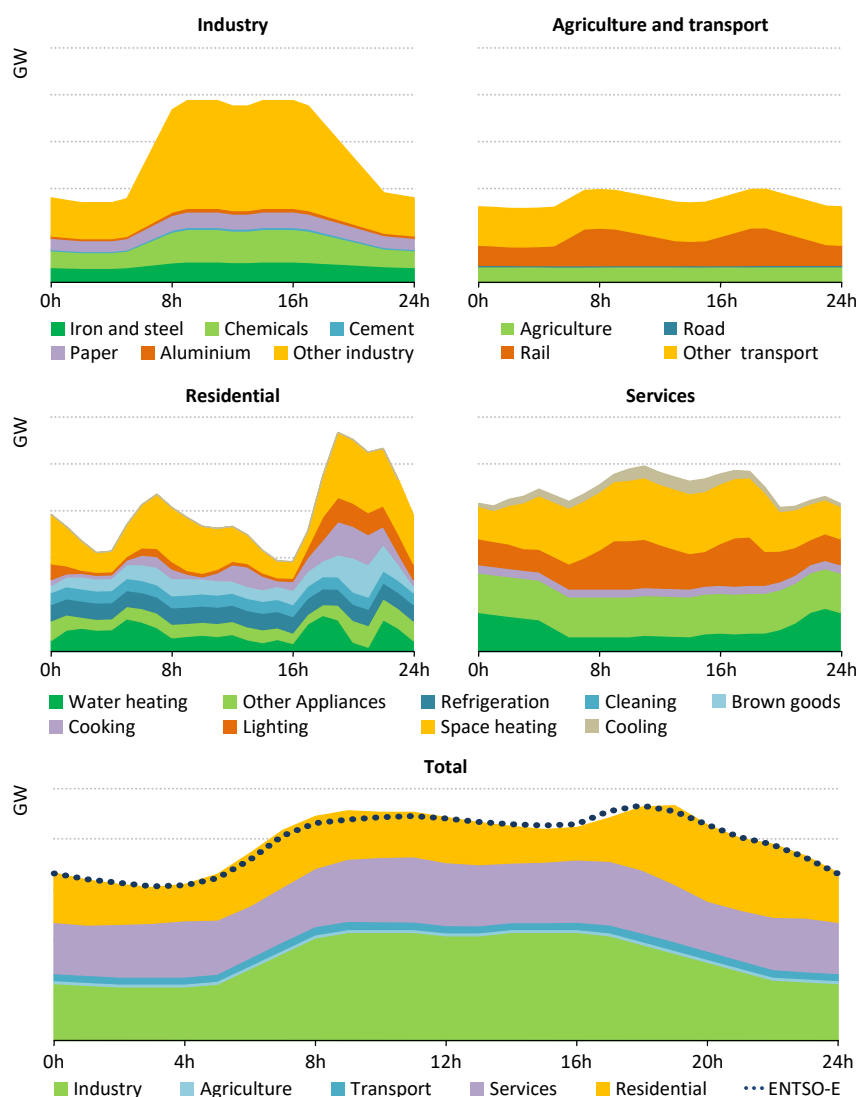 Industry
Agriculture and transport
GW
0h 8h 16h 24h
0h 8h 16h 24h
Iron and steel Chemicals Cement
Paper Aluminium Other industry
Agriculture Road
Rail Other transport
Residential
Services
GW
0h 8h 16h 24h
0h 8h 16h 24h
Water heating Other Appliances Refrigeration Cleaning Brown goods
Cooking Lighting Space heating Cooling
Total
GW
0h 4h 8h 12h 16h 20h 24h
Industry Agriculture Transport Services Residential ENTSO-E